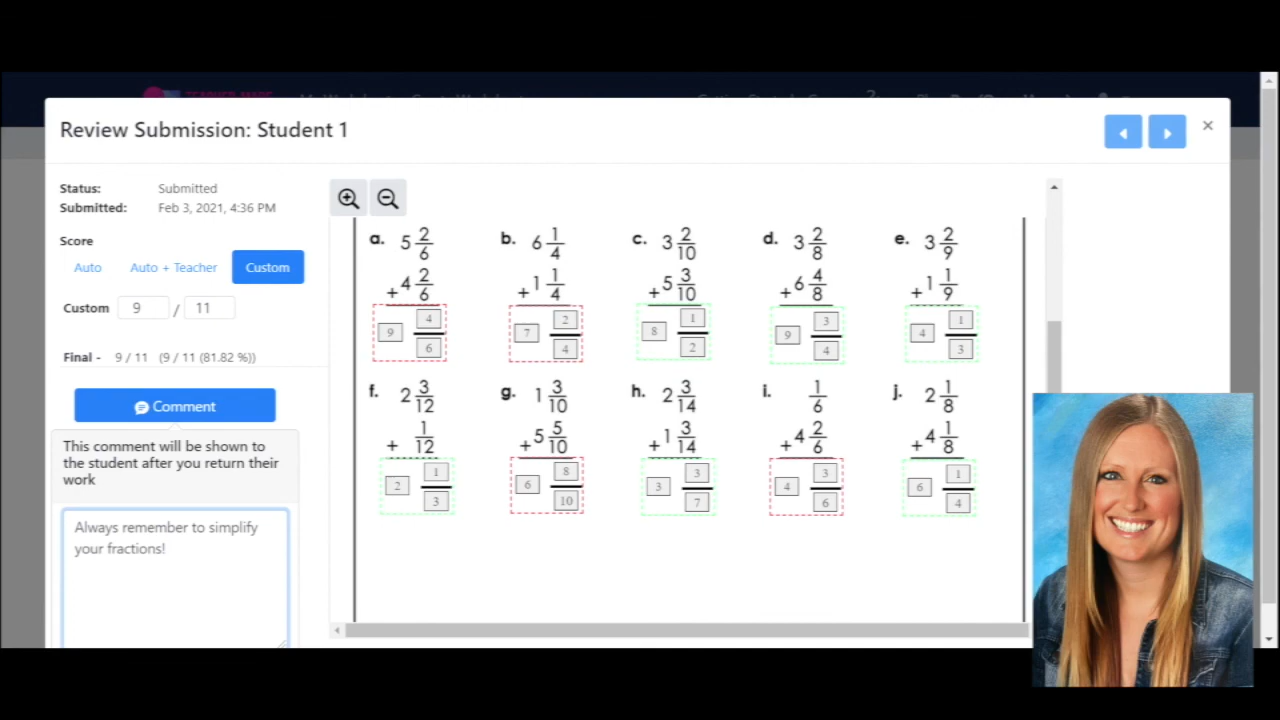 Review Submission: Student 1
Status: Submitted
Submitted: Feb 3, 2021, 4:36 PM
Score
Auto Auto + Teacher Custom
Custom 9 / 11
Final - 9 / 11 (9 / 11 (81.82 %))
Comment
This comment will be shown to
the student after you return their
work
Always remember to simplify
your fractions!
a. 5 2/6 b. 6 1/4 c. 3 2/10 d. 3 2/8 e. 3 2/9
+4 2/6 +1 1/4 +5 3/10 +6 4/8 +1 1/9
9 4/6 7 2/4 8 1/2 9 3/4 4 1/3
f. 2 3/12 g. 1 3/10 h. 2 3/14 i. 1/6 j. 2 1/8
+ 1/12 +5 5/10 +1 3/14 +4 2/6 +4 1/8
2 1/3 6 8/10 3 3/7 4 3/6 6 1/4